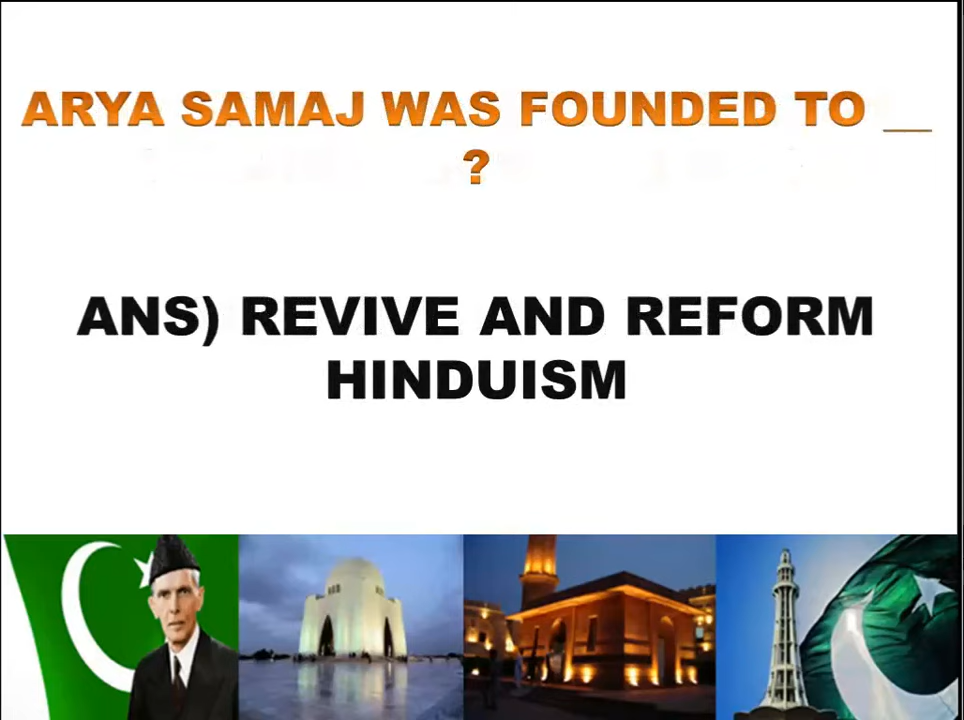 ARYA SAMAJ WAS FOUNDED TO __
?
ANS) REVIVE AND REFORM
HINDUISM